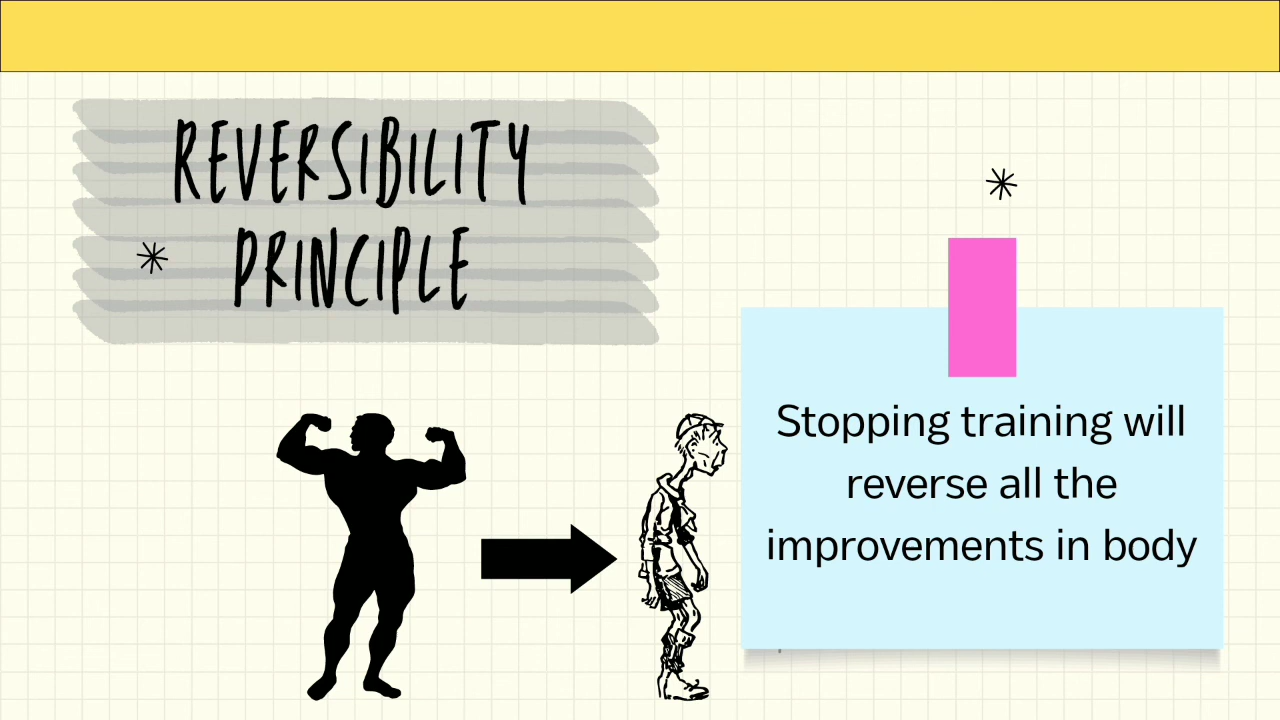 REVERSIBILITY
PRINCIPLE
Stopping training will
reverse all the
improvements in body